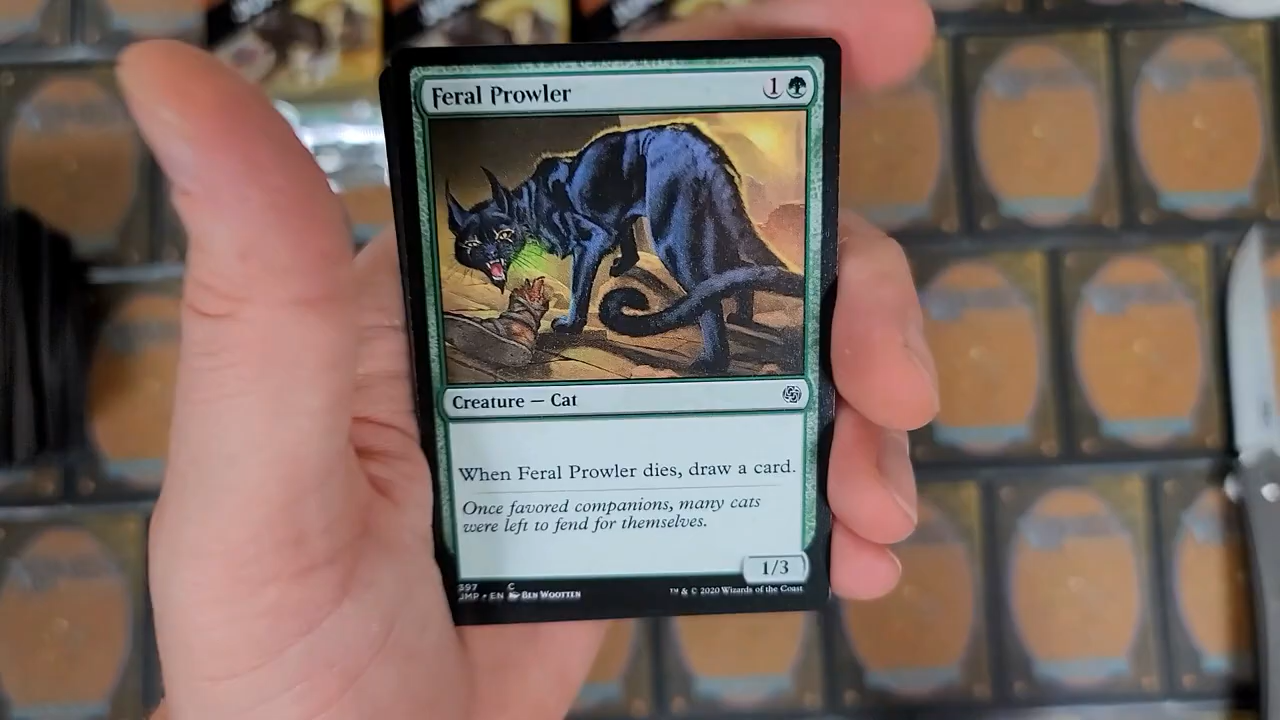 Feral Prowler 1
Creature — Cat
When Feral Prowler dies, draw a card.
Once favored companions, many cats
were left to fend for themselves.
1/3
397 C
JMP • EN Ben Wootten ™ & © 2020 Wizards of the Coast